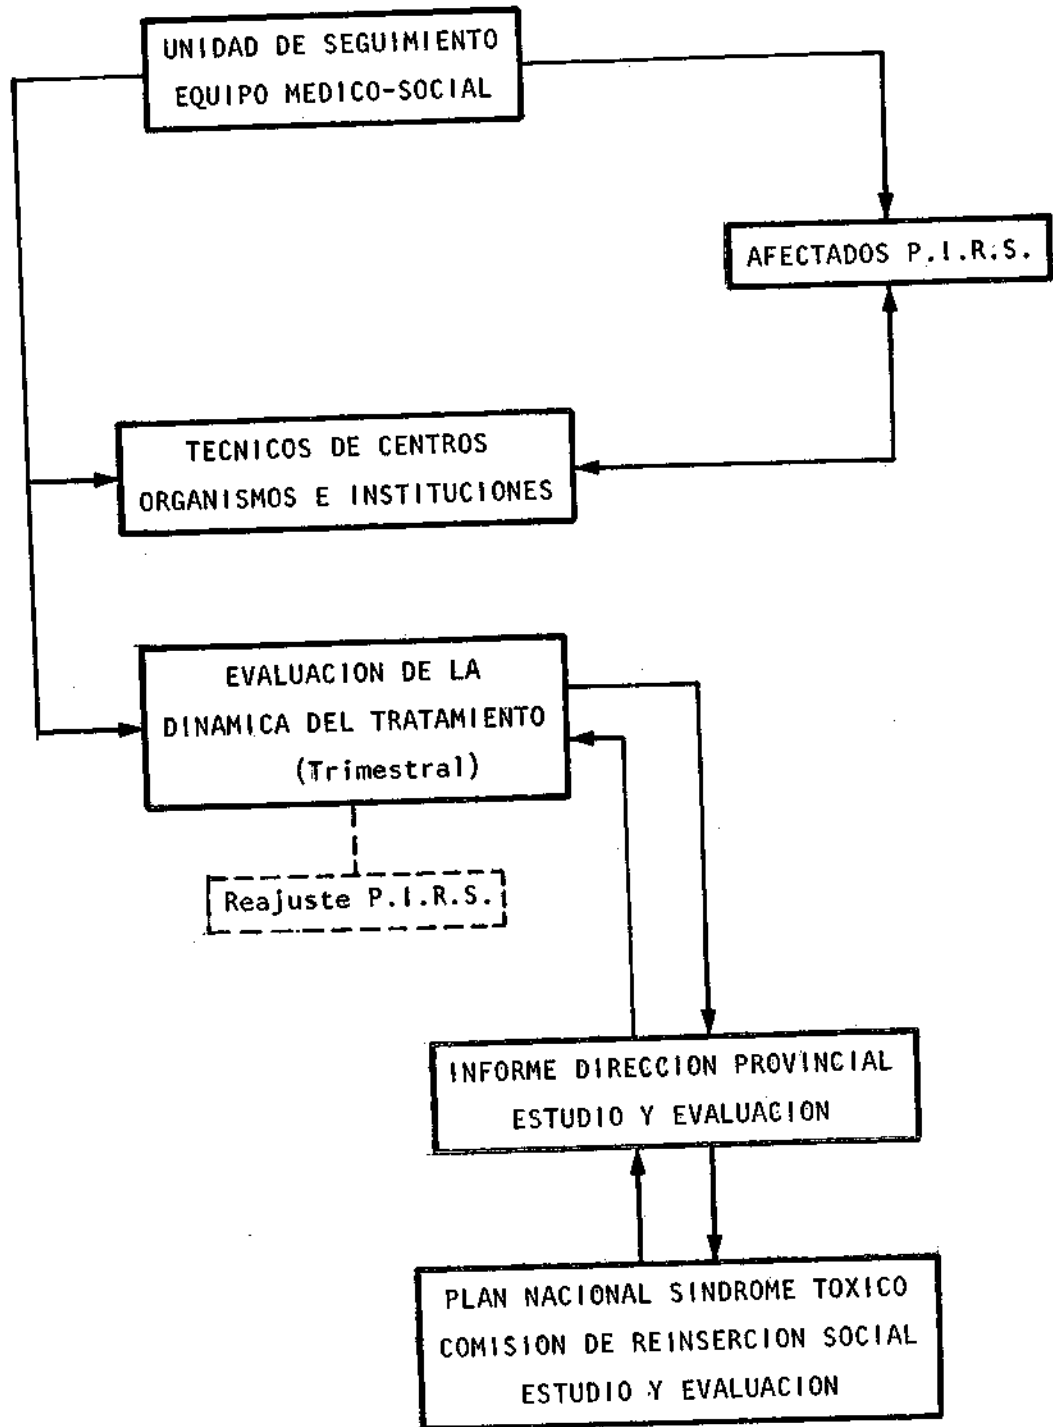 UNIDAD DE SEGUIMIENTO
EQUIPO MEDICO-SOCIAL
AFECTADOS P.I.R.S.
TECNICOS DE CENTROS
ORGANISMOS E INSTITUCIONES
EVALUACION DE LA
DINAMICA DEL TRATAMIENTO
(Trimestral)
Reajuste P.I.R.S.
INFORME DIRECCION PROVINCIAL
ESTUDIO Y EVALUACION
PLAN NACIONAL SINDROME TOXICO
COMISION DE REINSERCION SOCIAL
ESTUDIO Y EVALUACION